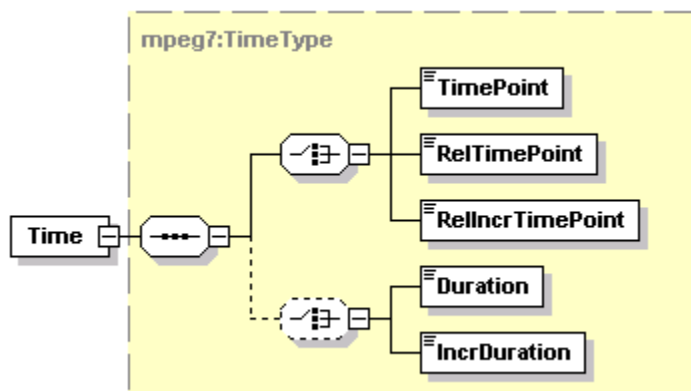 mpeg7:TimeType
TimePoint
RelTimePoint
RelIncrTimePoint
Time
Duration
IncrDuration